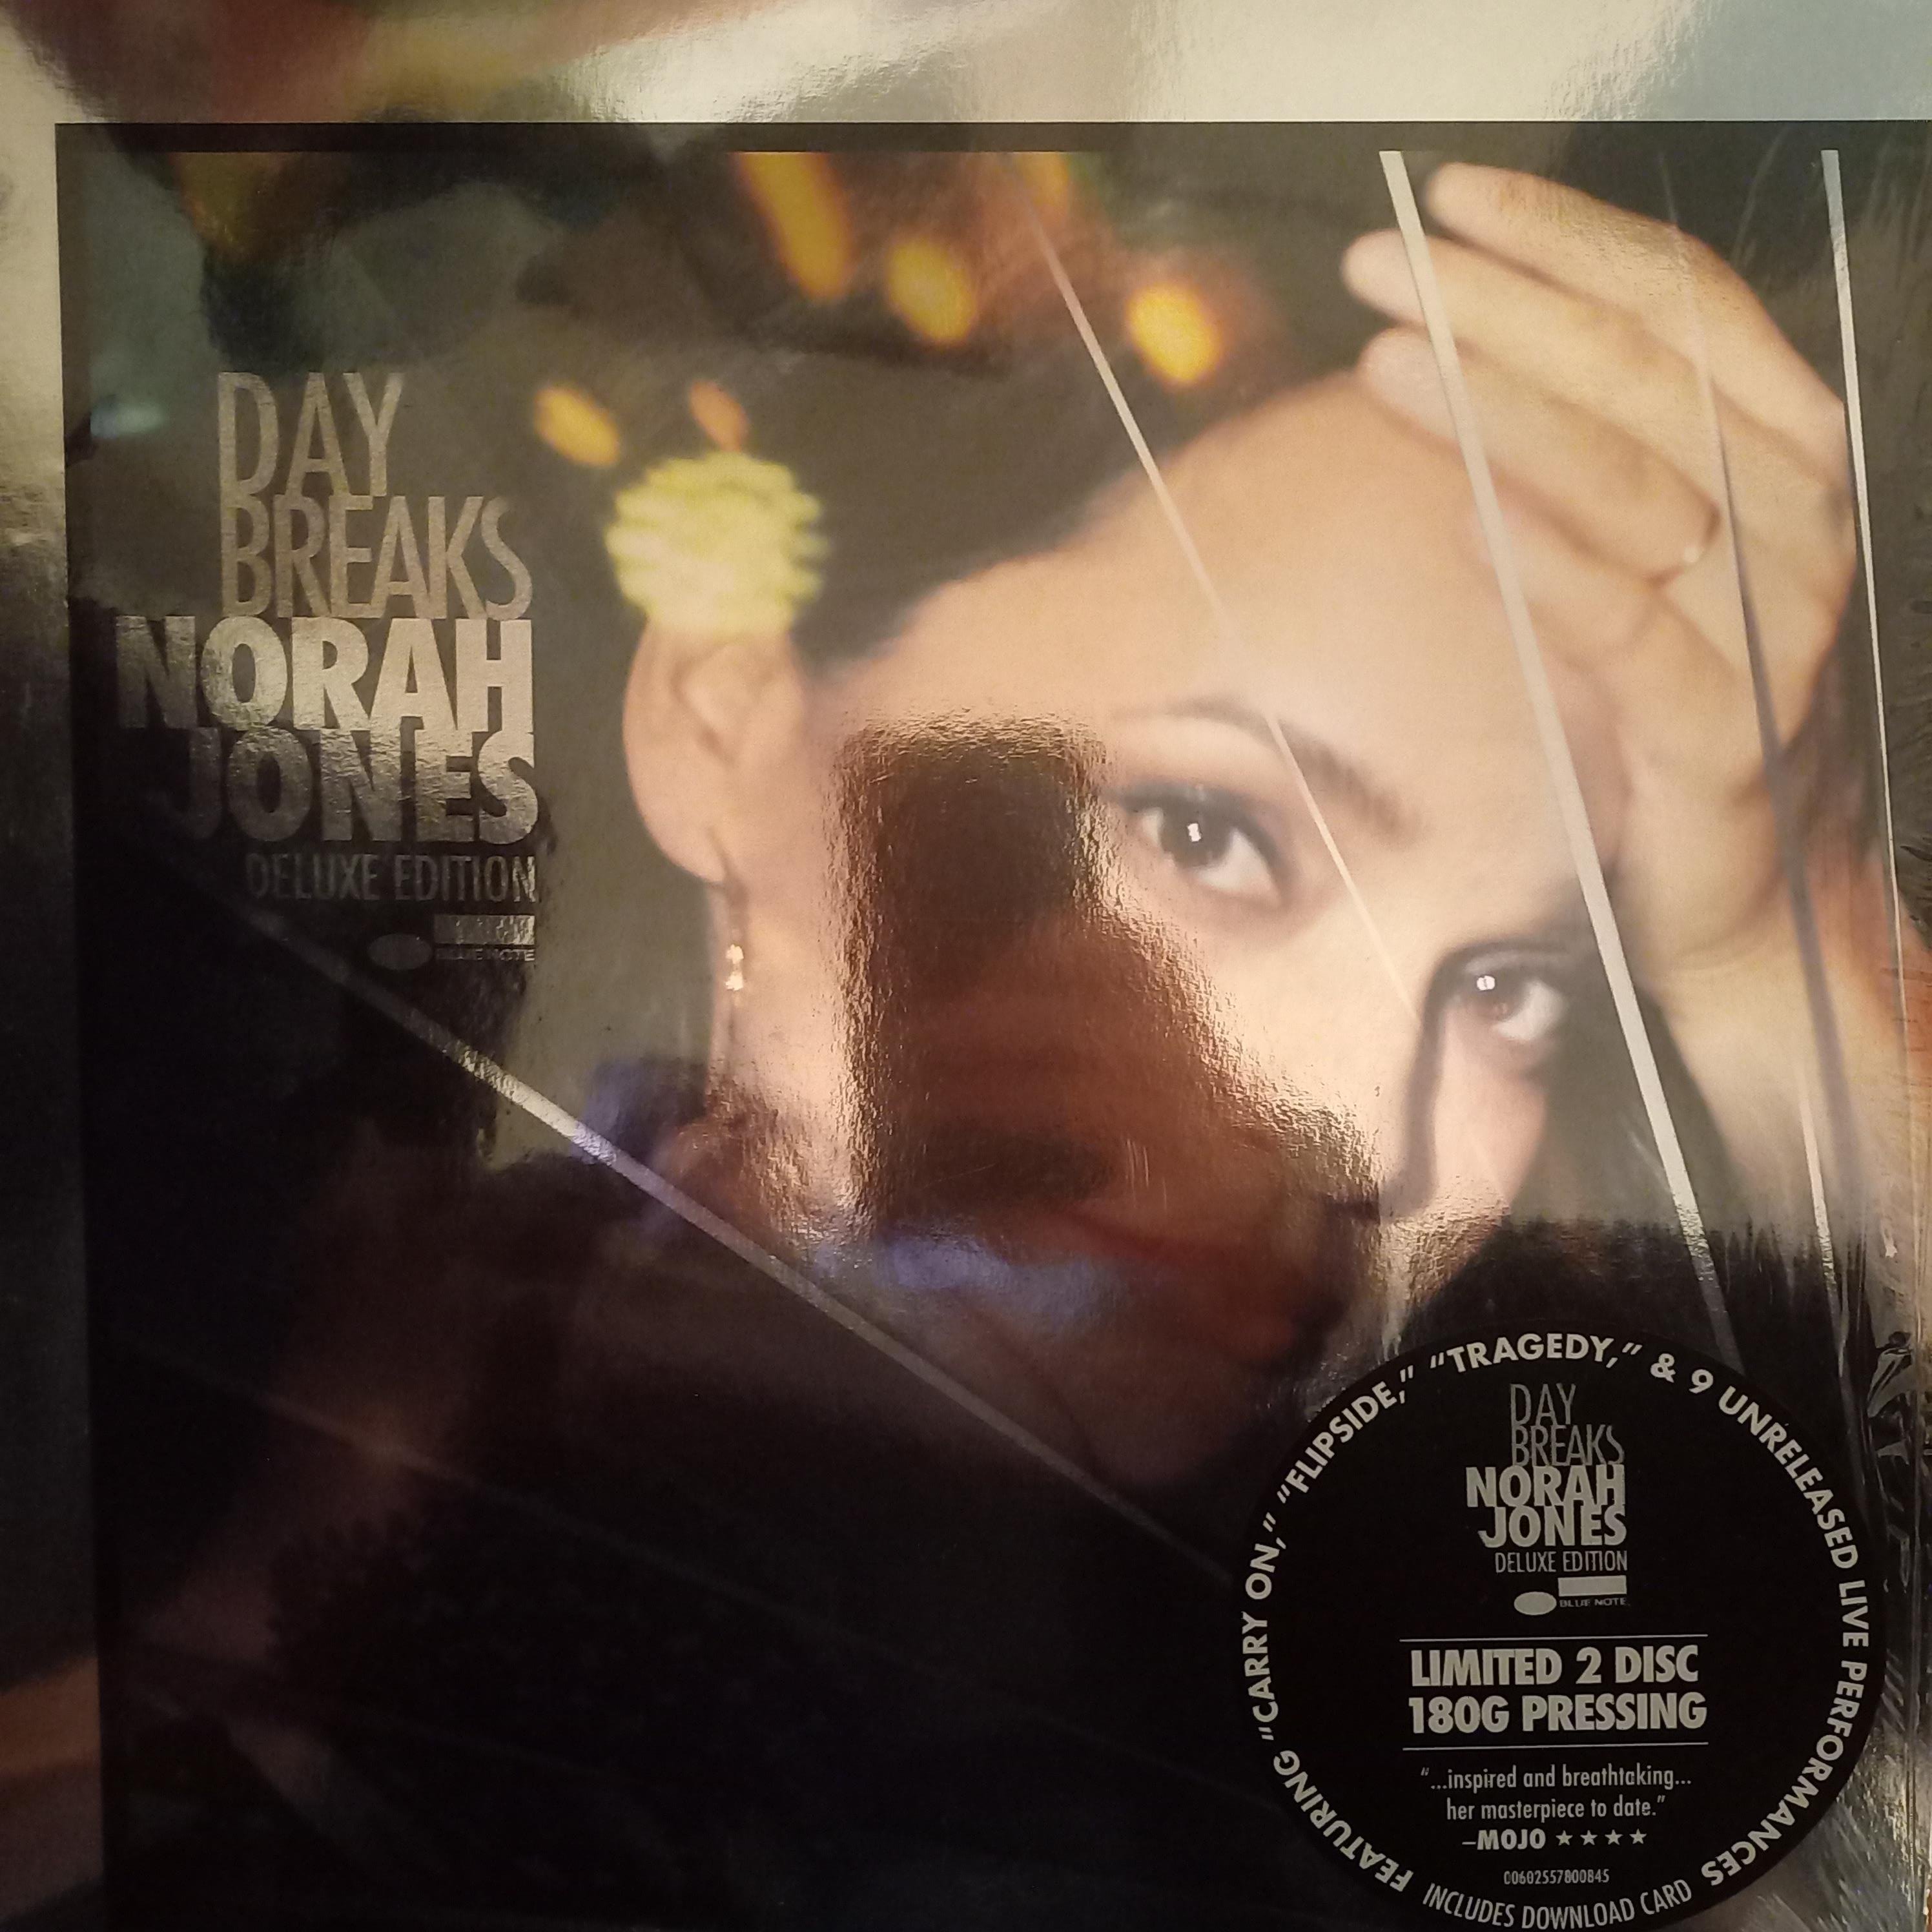 DAY
BREAKS
NORAH
JONES
DELUXE EDITION
BLUE NOTE
FEATURING "CARRY ON," "FLIPSIDE," "TRAGEDY," & 9 UNRELEASED LIVE PERFORMANCES
DAY
BREAKS
NORAH
JONES
DELUXE EDITION
BLUE NOTE.
LIMITED 2 DISC
180G PRESSING
"...inspired and breathtaking...
her masterpiece to date."
–MOJO ★★★★
00602557800845
INCLUDES DOWNLOAD CARD